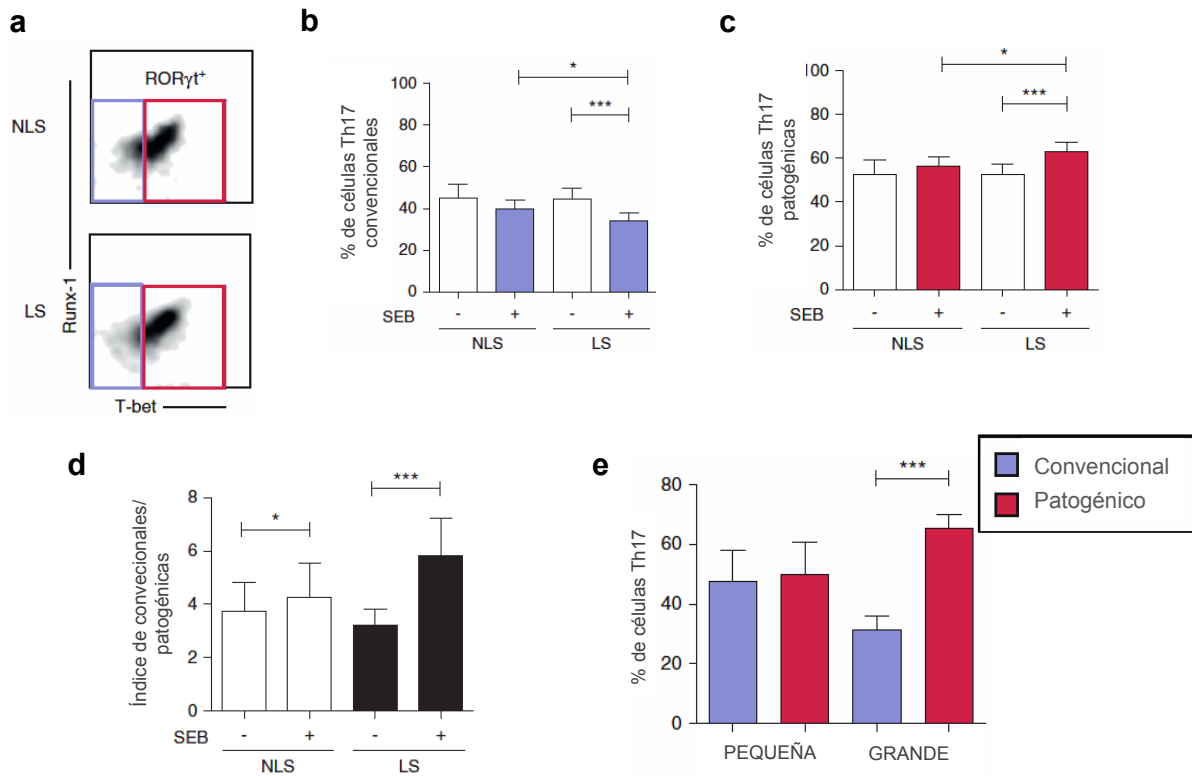 a
RORγt⁺
NLS
LS
Runx-1
T-bet
b
% de células Th17
convencionales
100
80
60
40
20
0
*
***
SEB - + - +
NLS LS
c
% de células Th17
patogénicas
100
80
60
40
20
0
*
***
SEB - + - +
NLS LS
d
Índice de convecionales/
patogénicas
8
6
4
2
0
*
***
SEB - + - +
NLS LS
e
% de células Th17
80
60
40
20
0
***
PEQUEÑA GRANDE
Convencional
Patogénico